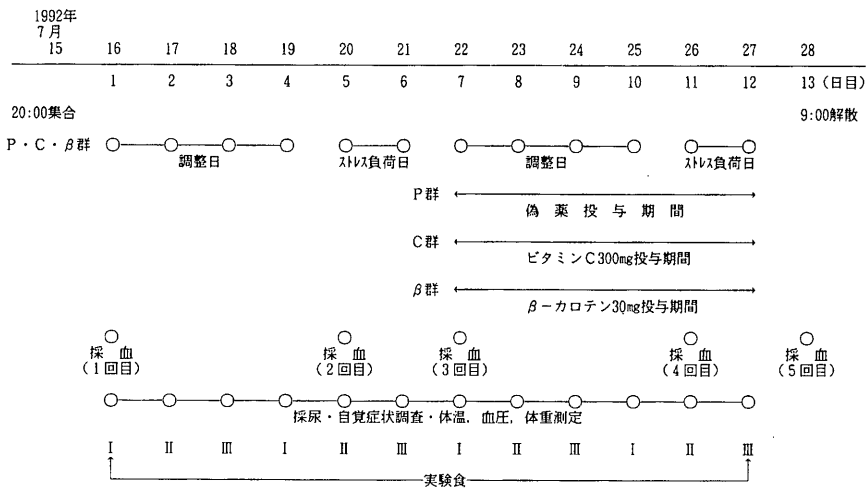 1992年
7月
15 16 17 18 19 20 21 22 23 24 25 26 27 28
1 2 3 4 5 6 7 8 9 10 11 12 13(日目)
20:00集合 9:00解散
P・C・β群
調整日 ストレス負荷日 調整日 ストレス負荷日
P群
偽薬投与期間
C群
ビタミンC300mg投与期間
β群
β−カロテン30mg投与期間
採血 採血 採血 採血 採血
(1回目) (2回目) (3回目) (4回目) (5回目)
採尿・自覚症状調査・体温,血圧,体重測定
I II III I II III I II III I II III
実験食